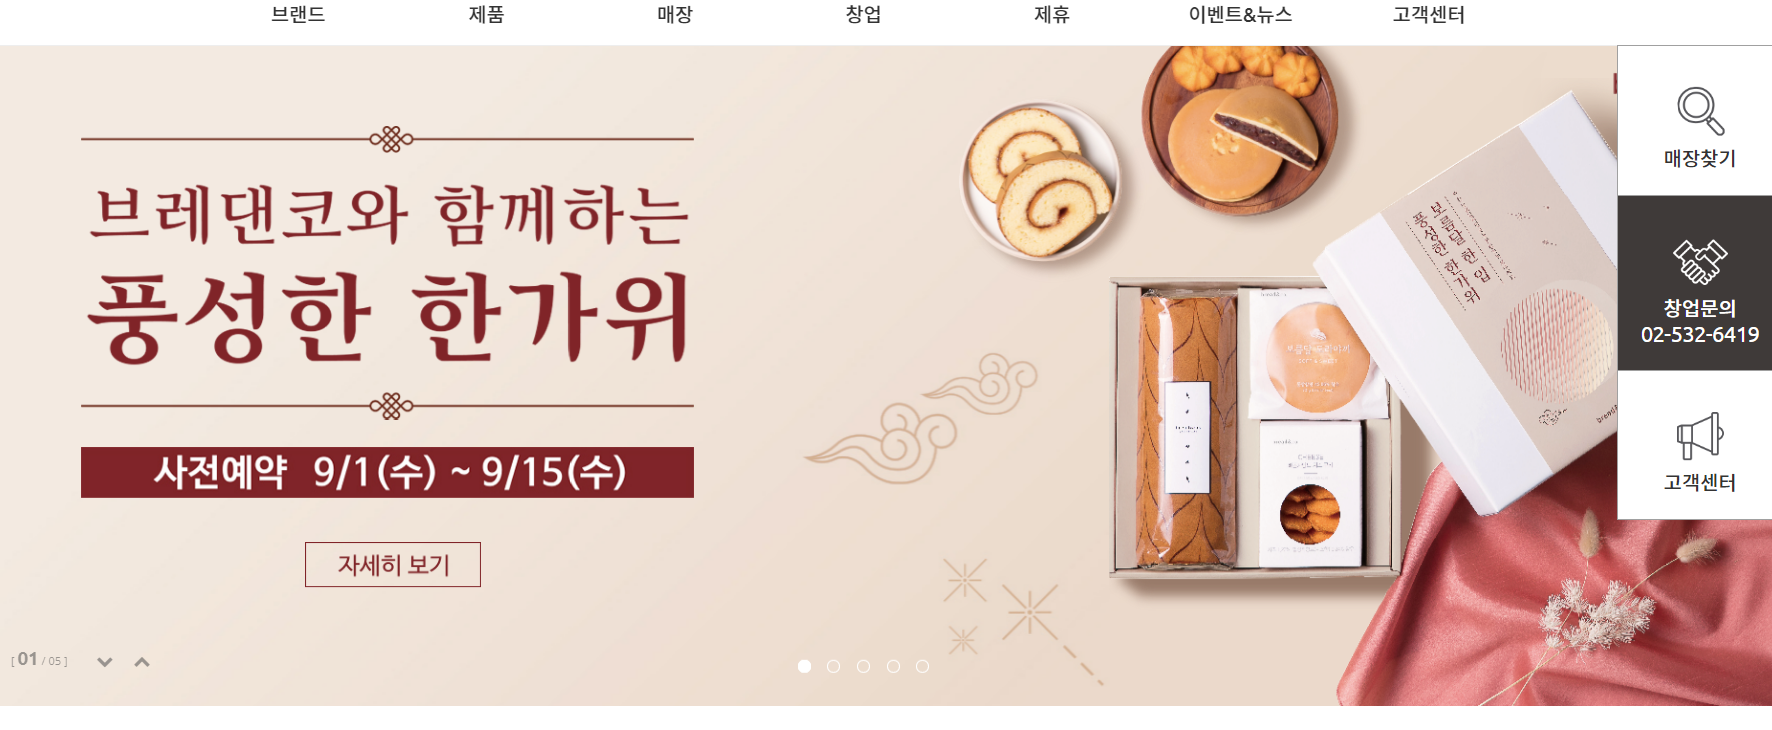 브랜드
제품
매장
창업
제휴
이벤트&뉴스
고객센터
브레댄코와 함께하는
풍성한 한가위
사전예약 9/1(수) ~ 9/15(수)
자세히 보기
[ 01 / 05 ]
보름달 한 입
풍성한 한가위
매장찾기
창업문의
02-532-6419
고객센터